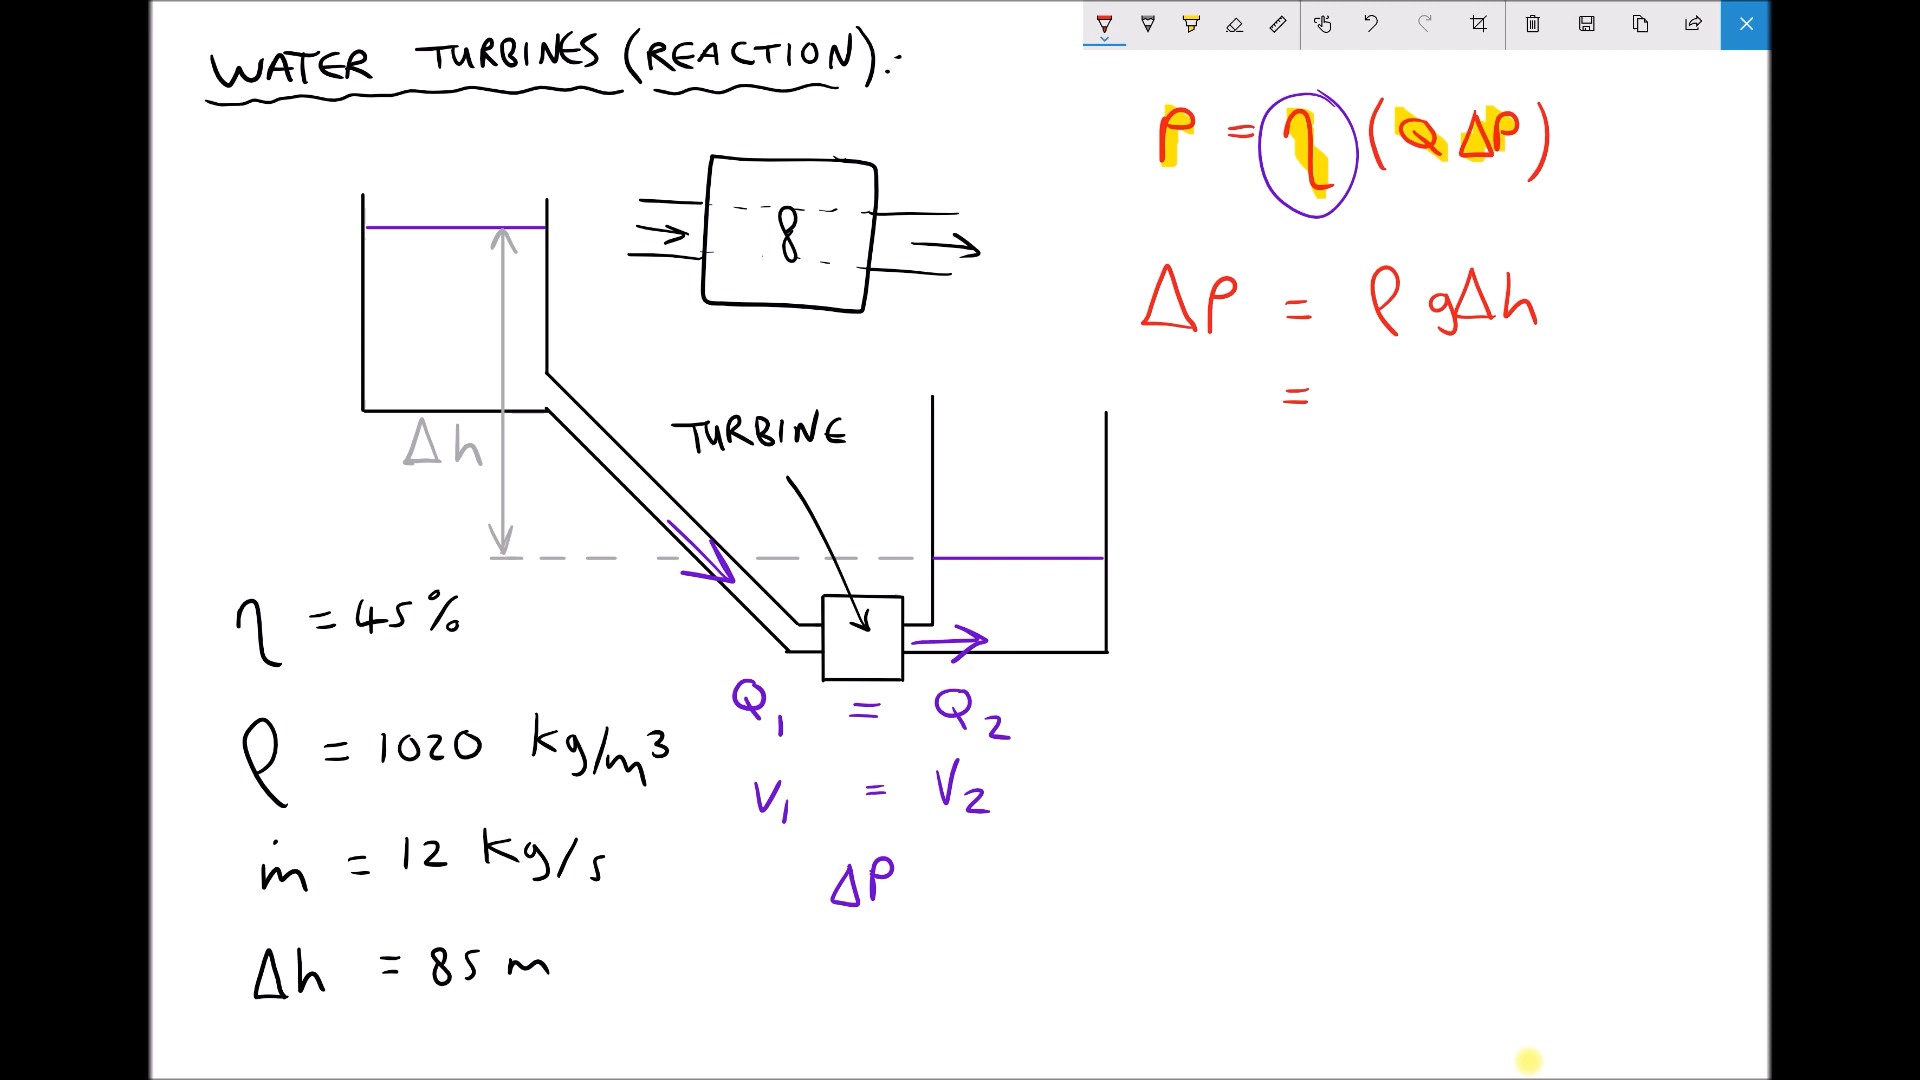 WATER TURBINES (REACTION):-
P = η (Q ΔP)
ΔP = ρ g Δh
=
Δh
TURBINE
η = 45%
ρ = 1020 kg/m³
ṁ = 12 kg/s
Δh = 85 m
Q₁ = Q₂
V₁ = V₂
ΔP